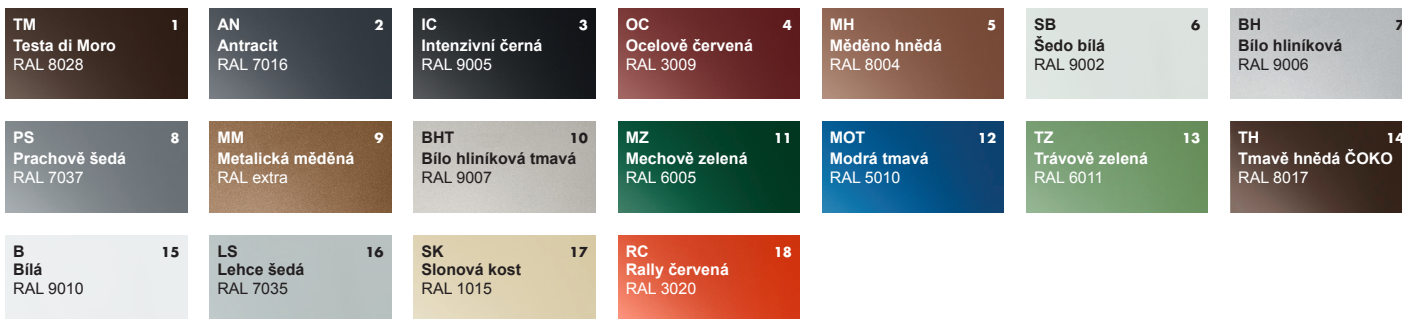 TM 1
Testa di Moro
RAL 8028
AN 2
Antracit
RAL 7016
IC 3
Intenzivní černá
RAL 9005
OC 4
Ocelově červená
RAL 3009
MH 5
Měděno hnědá
RAL 8004
SB 6
Šedo bílá
RAL 9002
BH 7
Bílo hliníková
RAL 9006
PS 8
Prachově šedá
RAL 7037
MM 9
Metalická měděná
RAL extra
BHT 10
Bílo hliníková tmavá
RAL 9007
MZ 11
Mechově zelená
RAL 6005
MOT 12
Modrá tmavá
RAL 5010
TZ 13
Trávově zelená
RAL 6011
TH 14
Tmavě hnědá ČOKO
RAL 8017
B 15
Bílá
RAL 9010
LS 16
Lehce šedá
RAL 7035
SK 17
Slonová kost
RAL 1015
RC 18
Rally červená
RAL 3020